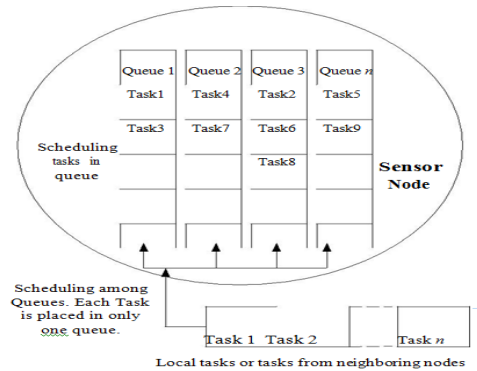 Queue 1 Queue 2 Queue 3 Queue n
Task1 Task4 Task2 Task5
Task3 Task7 Task6 Task9
Task8
Scheduling
tasks in
queue
Sensor
Node
Scheduling among
Queues. Each Task
is placed in only
one queue.
Task 1 Task 2 Task n
Local tasks or tasks from neighboring nodes